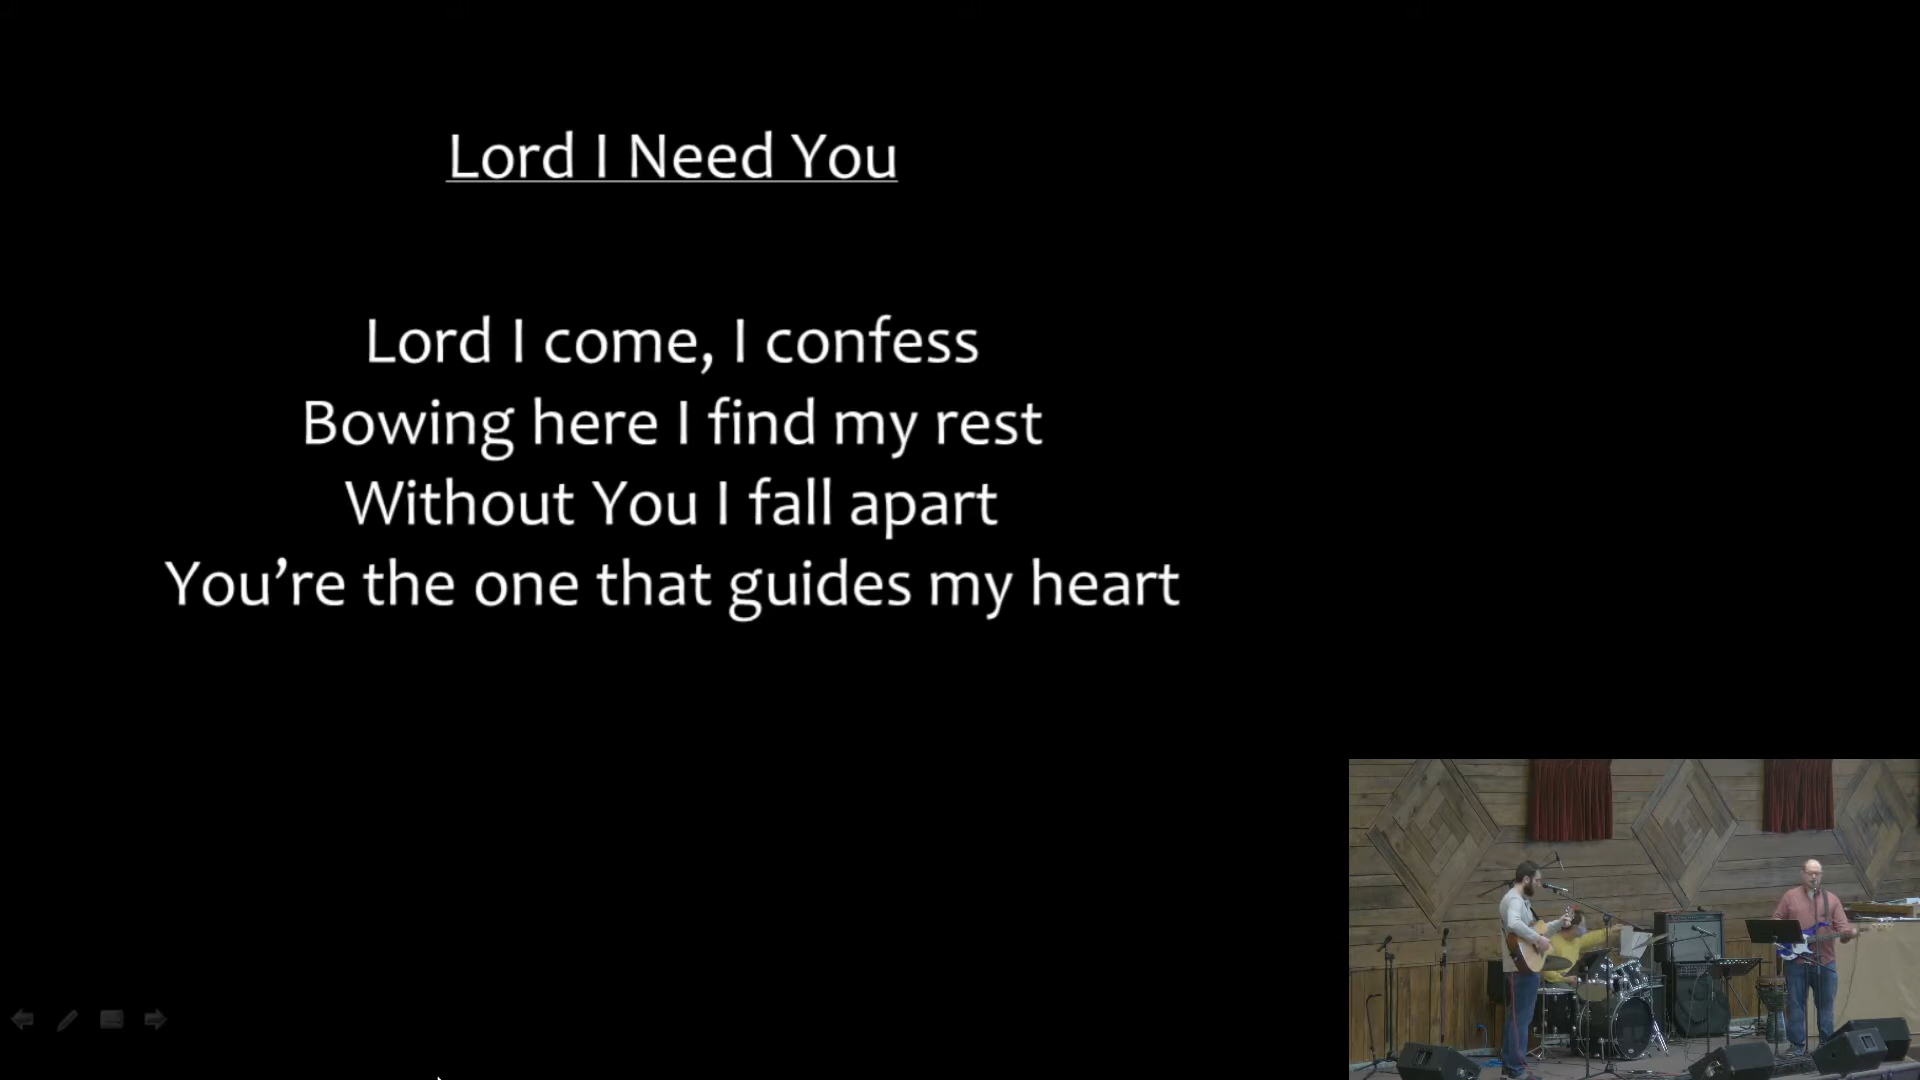 Lord I Need You
Lord I come, I confess
Bowing here I find my rest
Without You I fall apart
You’re the one that guides my heart